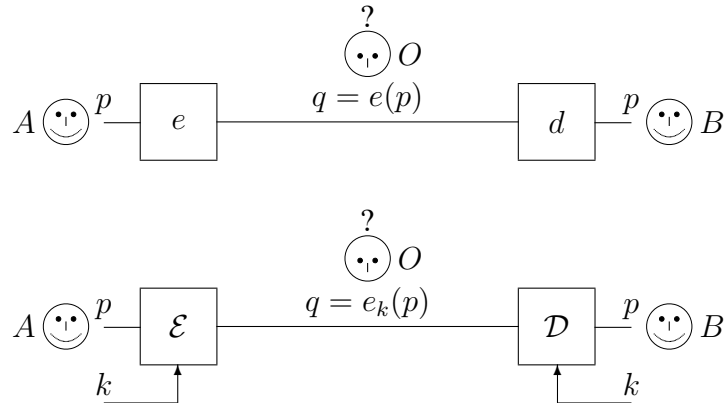 ?
O
q = e(p)
A p e d p B
?
O
q = e_k(p)
A p ℰ 𝒟 p B
k k